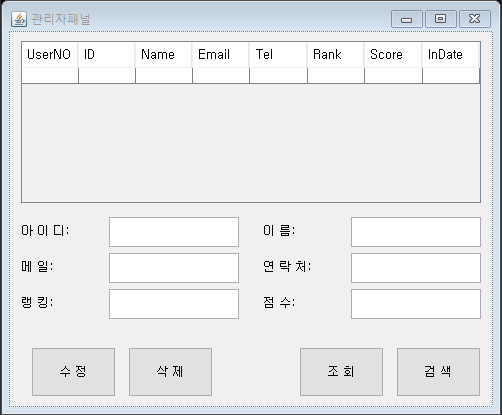 관리자패널
UserNO ID Name Email Tel Rank Score InDate
아 이 디: 이 름:
메 일: 연 락 처:
랭 킹: 점 수:
수 정 삭 제 조 회 검 색